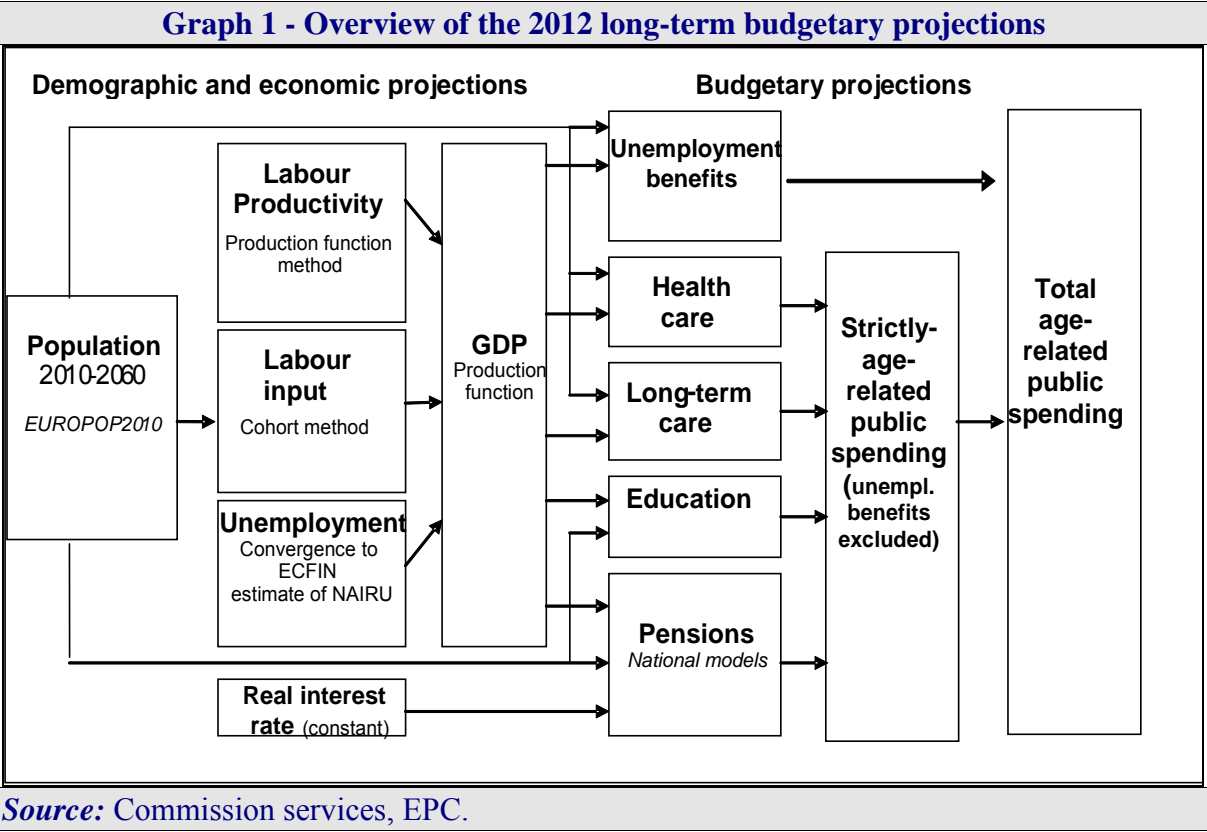 Graph 1 - Overview of the 2012 long-term budgetary projections
Demographic and economic projections
Budgetary projections
Population
2010-2060
EUROPOP2010
Labour
Productivity
Production function
method
Labour
input
Cohort method
Unemployment
Convergence to
ECFIN
estimate of NAIRU
Real interest
rate (constant)
GDP
Production
function
Unemployment
benefits
Health
care
Long-term
care
Education
Pensions
National models
Strictly-
age-
related
public
spending
(unempl.
benefits
excluded)
Total
age-
related
public
spending
Source: Commission services, EPC.